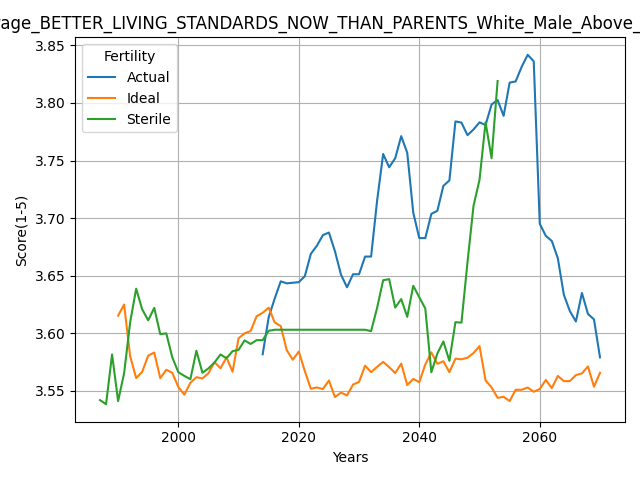 rage_BETTER_LIVING_STANDARDS_NOW_THAN_PARENTS_White_Male_Above_
Fertility
Actual
Ideal
Sterile
Score(1-5)
3.85
3.80
3.75
3.70
3.65
3.60
3.55
2000 2020 2040 2060
Years